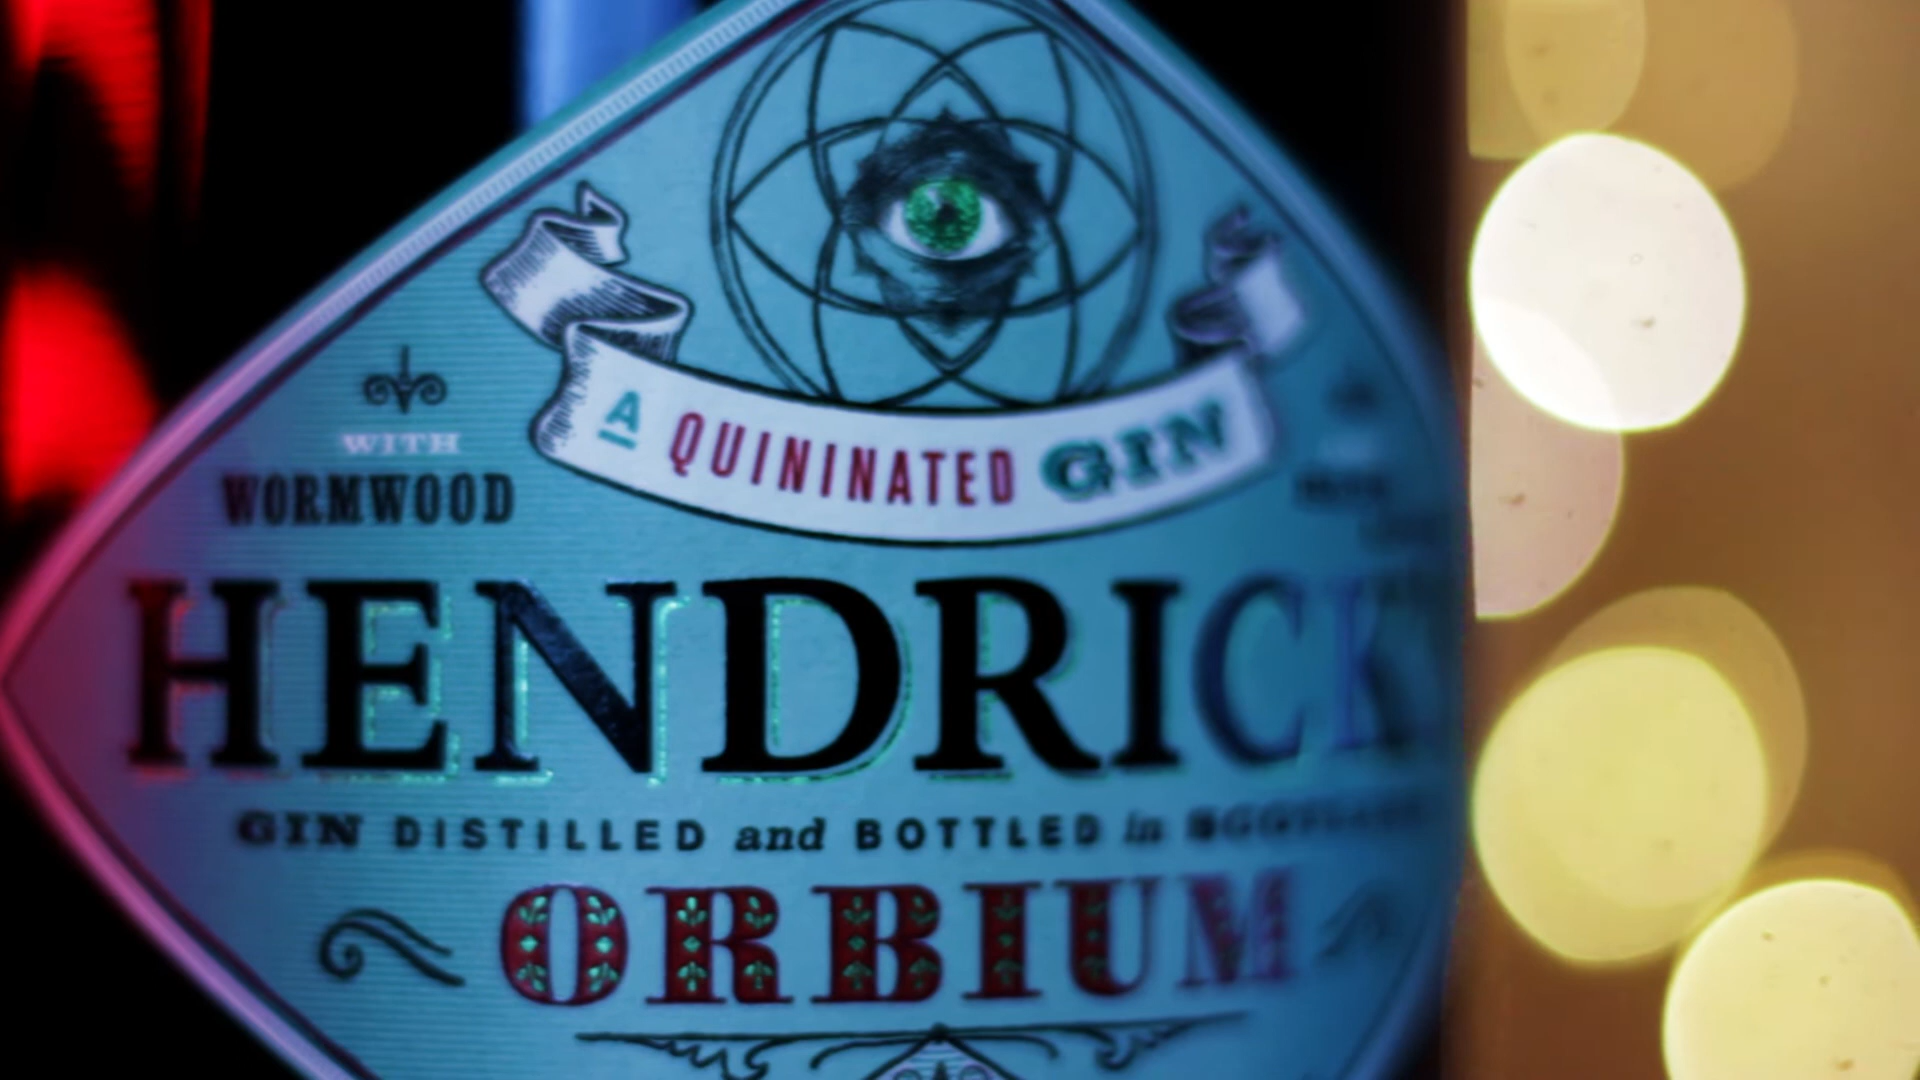 A QUININATED GIN
WITH
WORMWOOD
HENDRICK
GIN DISTILLED and BOTTLED in
ORBIUM